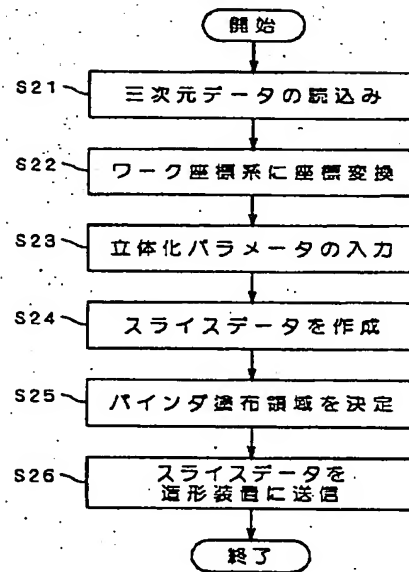 開始
S21
三次元データの読込み
S22
ワーク座標系に座標変換
S23
立体化パラメータの入力
S24
スライスデータを作成
S25
バインダ塗布領域を決定
S26
スライスデータを
造形装置に送信
終了